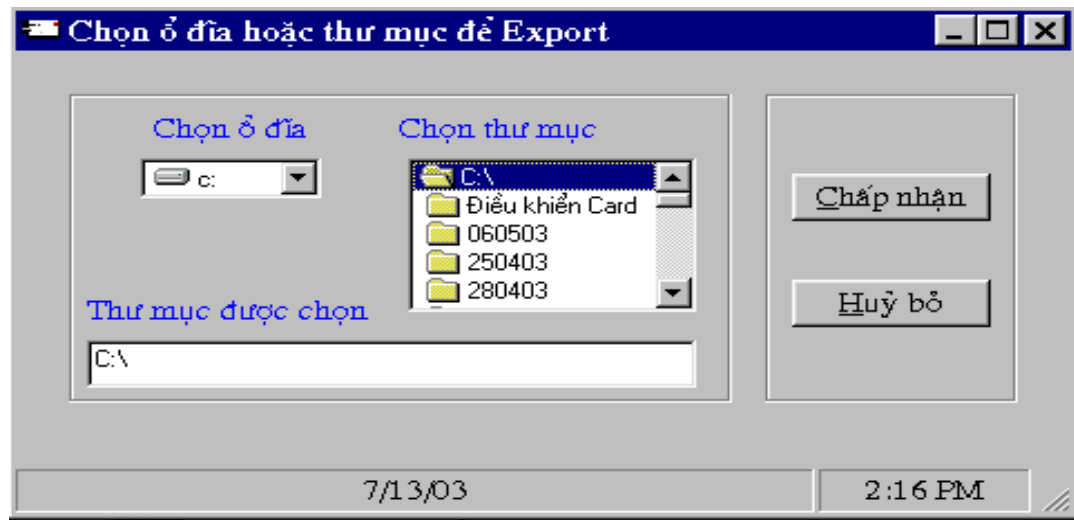 Chọn ổ đĩa hoặc thư mục để Export
Chọn ổ đĩa
Chọn thư mục
c:
C:\
Điều khiển Card
060503
250403
280403
Thư mục được chọn
C:\
Chấp nhận
Huỷ bỏ
7/13/03
2:16 PM